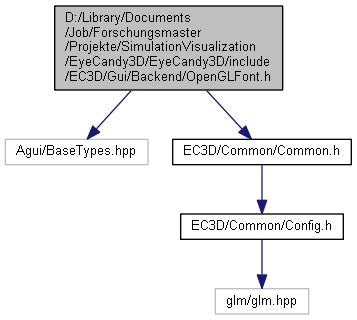 D:/Library/Documents
/Job/Forschungsmaster
/Projekte/SimulationVisualization
/EyeCandy3D/EyeCandy3D/include
/EC3D/Gui/Backend/OpenGLFont.h
Agui/BaseTypes.hpp
EC3D/Common/Common.h
EC3D/Common/Config.h
glm/glm.hpp